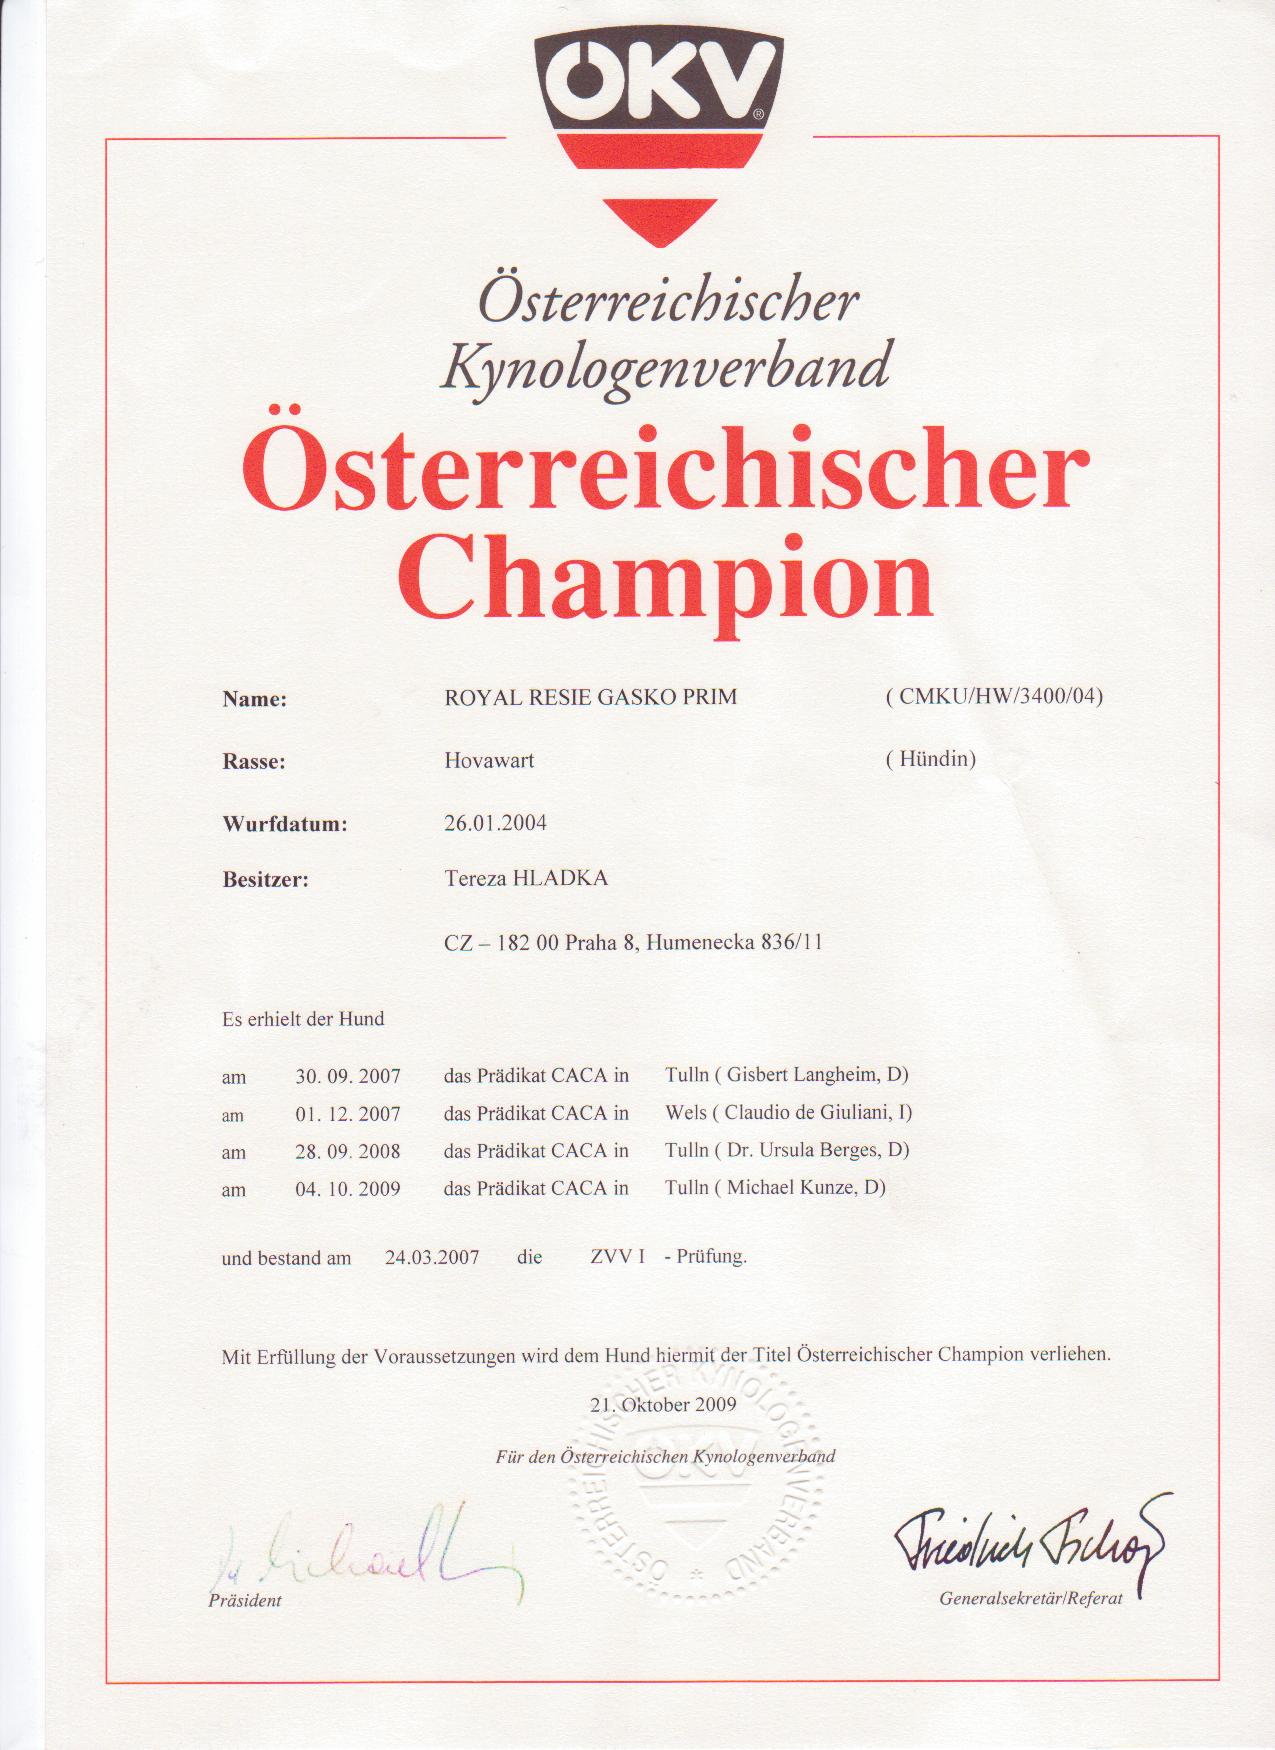 ÖKV®
Österreichischer
Kynologenverband
Österreichischer
Champion
Name: ROYAL RESIE GASKO PRIM ( CMKU/HW/3400/04)
Rasse: Hovawart ( Hündin)
Wurfdatum: 26.01.2004
Besitzer: Tereza HLADKA
CZ – 182 00 Praha 8, Humenecka 836/11
Es erhielt der Hund
am 30. 09. 2007 das Prädikat CACA in Tulln ( Gisbert Langheim, D)
am 01. 12. 2007 das Prädikat CACA in Wels ( Claudio de Giuliani, I)
am 28. 09. 2008 das Prädikat CACA in Tulln ( Dr. Ursula Berges, D)
am 04. 10. 2009 das Prädikat CACA in Tulln ( Michael Kunze, D)
und bestand am 24.03.2007 die ZVV I - Prüfung.
Mit Erfüllung der Voraussetzungen wird dem Hund hiermit der Titel Österreichischer Champion verliehen.
21. Oktober 2009
Für den Österreichischen Kynologenverband
ÖSTERREICHISCHER KYNOLOGENVERBAND *
ÖKV
Friedrich
Präsident Generalsekretär/Referat